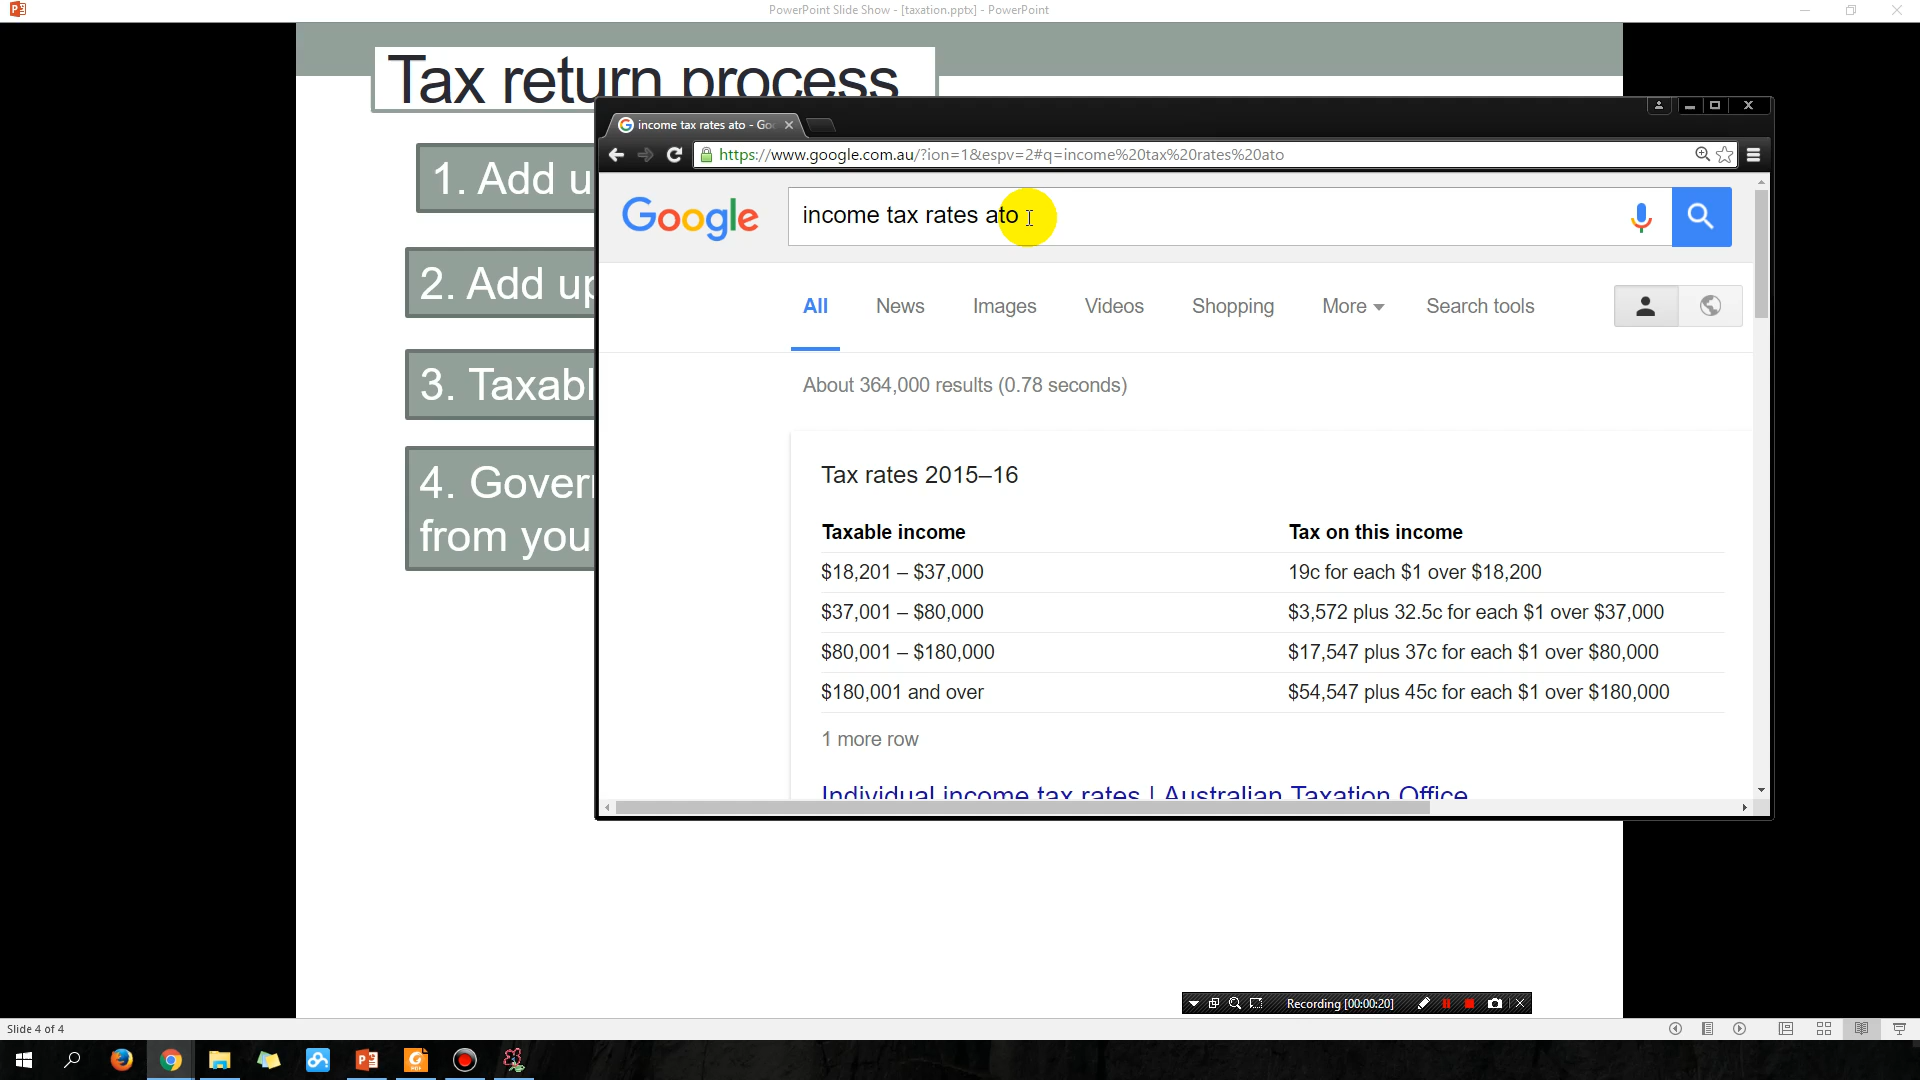 PowerPoint Slide Show - [taxation.pptx] - PowerPoint
Tax return process
1. Add u
2. Add up
3. Taxabl
4. Govern
from you
income tax rates ato - Goo
https://www.google.com.au/?ion=1&espv=2#q=income%20tax%20rates%20ato
Google
income tax rates ato
All News Images Videos Shopping More Search tools
About 364,000 results (0.78 seconds)
Tax rates 2015–16
Taxable income Tax on this income
$18,201 – $37,000 19c for each $1 over $18,200
$37,001 – $80,000 $3,572 plus 32.5c for each $1 over $37,000
$80,001 – $180,000 $17,547 plus 37c for each $1 over $80,000
$180,001 and over $54,547 plus 45c for each $1 over $180,000
1 more row
Individual income tax rates | Australian Taxation Office
Recording [00:00:20]
Slide 4 of 4